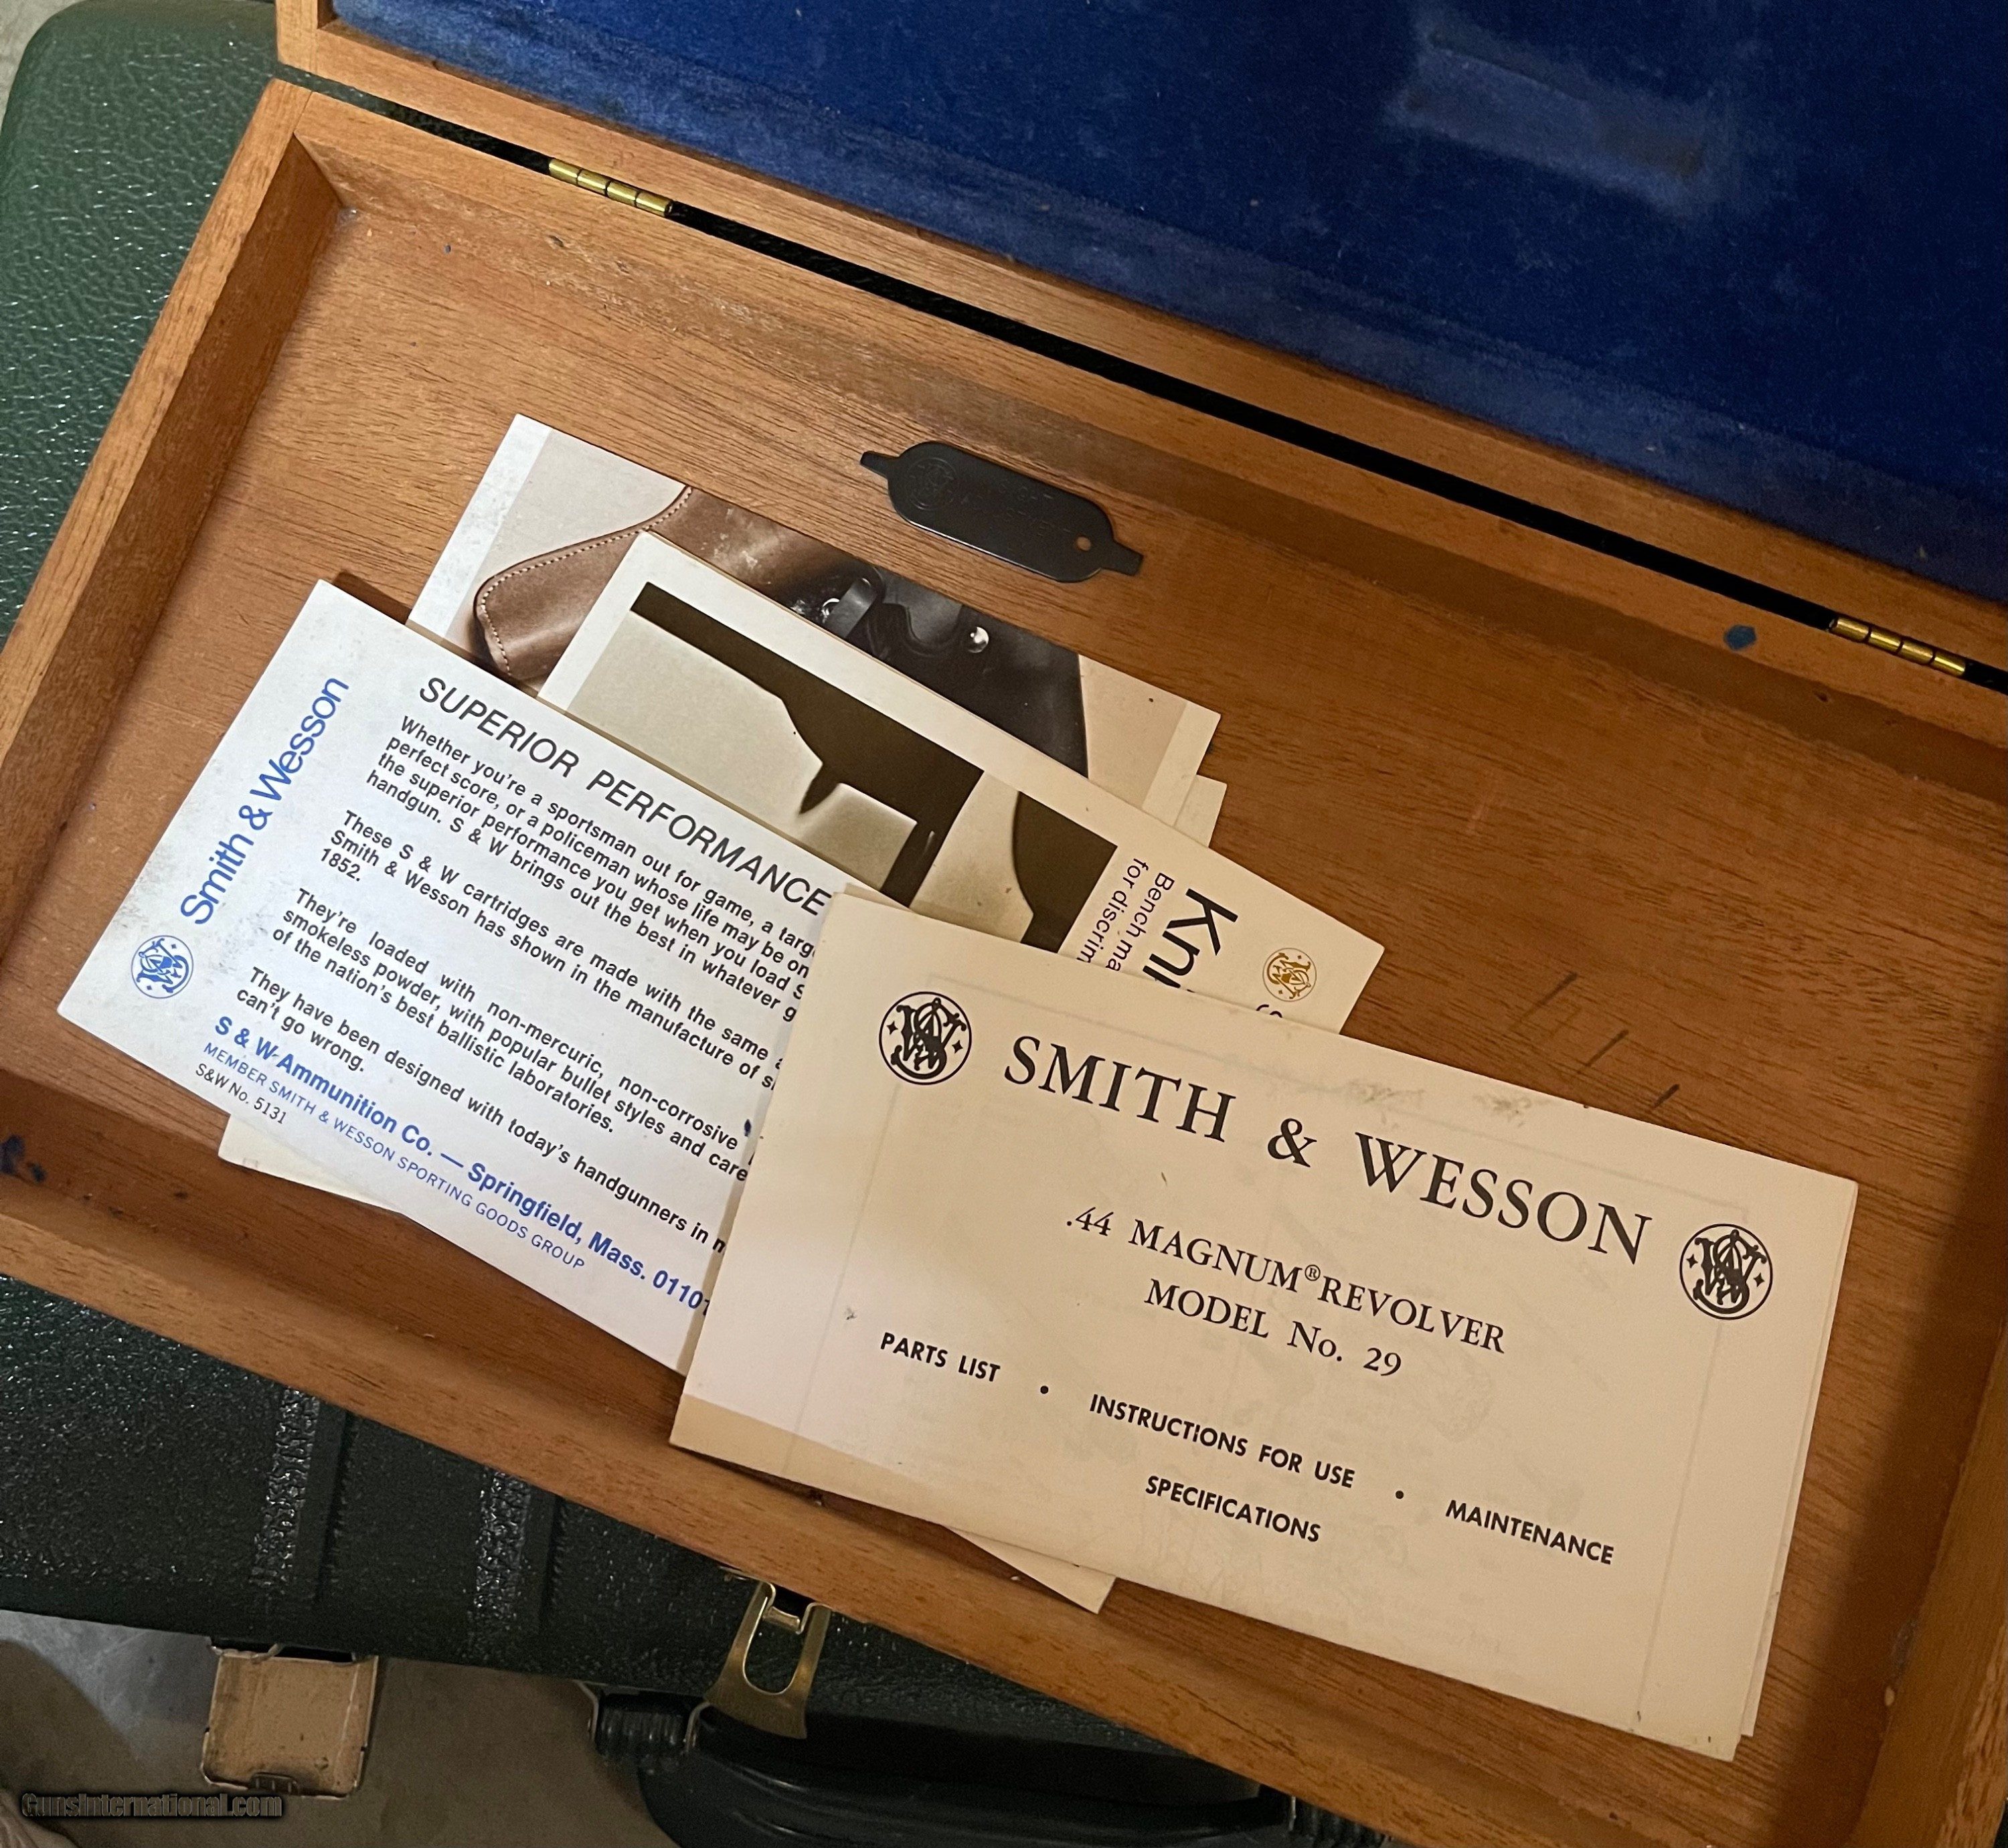 Smith & Wesson
SUPERIOR PERFORMANCE
Whether you're a sportsman out for game, a
perfect score, or a policeman whose life may be on
the superior performance you get when you load
handgun. S & W brings out the best in whatever
These S & W cartridges are made with the same
Smith & Wesson has shown in the manufacture of
1852.
They're loaded with non-mercuric, non-corrosive
smokeless powder, with popular bullet styles and
of the nation's best ballistic laboratories.
They have been designed with today's handgunners in
can't go wrong.
S & W Ammunition Co. — Springfield, Mass. 01101
MEMBER SMITH & WESSON SPORTING GOODS GROUP
S&W No. 5131
Bench
for
SMITH & WESSON
.44 MAGNUM® REVOLVER
MODEL No. 29
PARTS LIST • INSTRUCTIONS FOR USE • MAINTENANCE
SPECIFICATIONS
GunsInternational.com